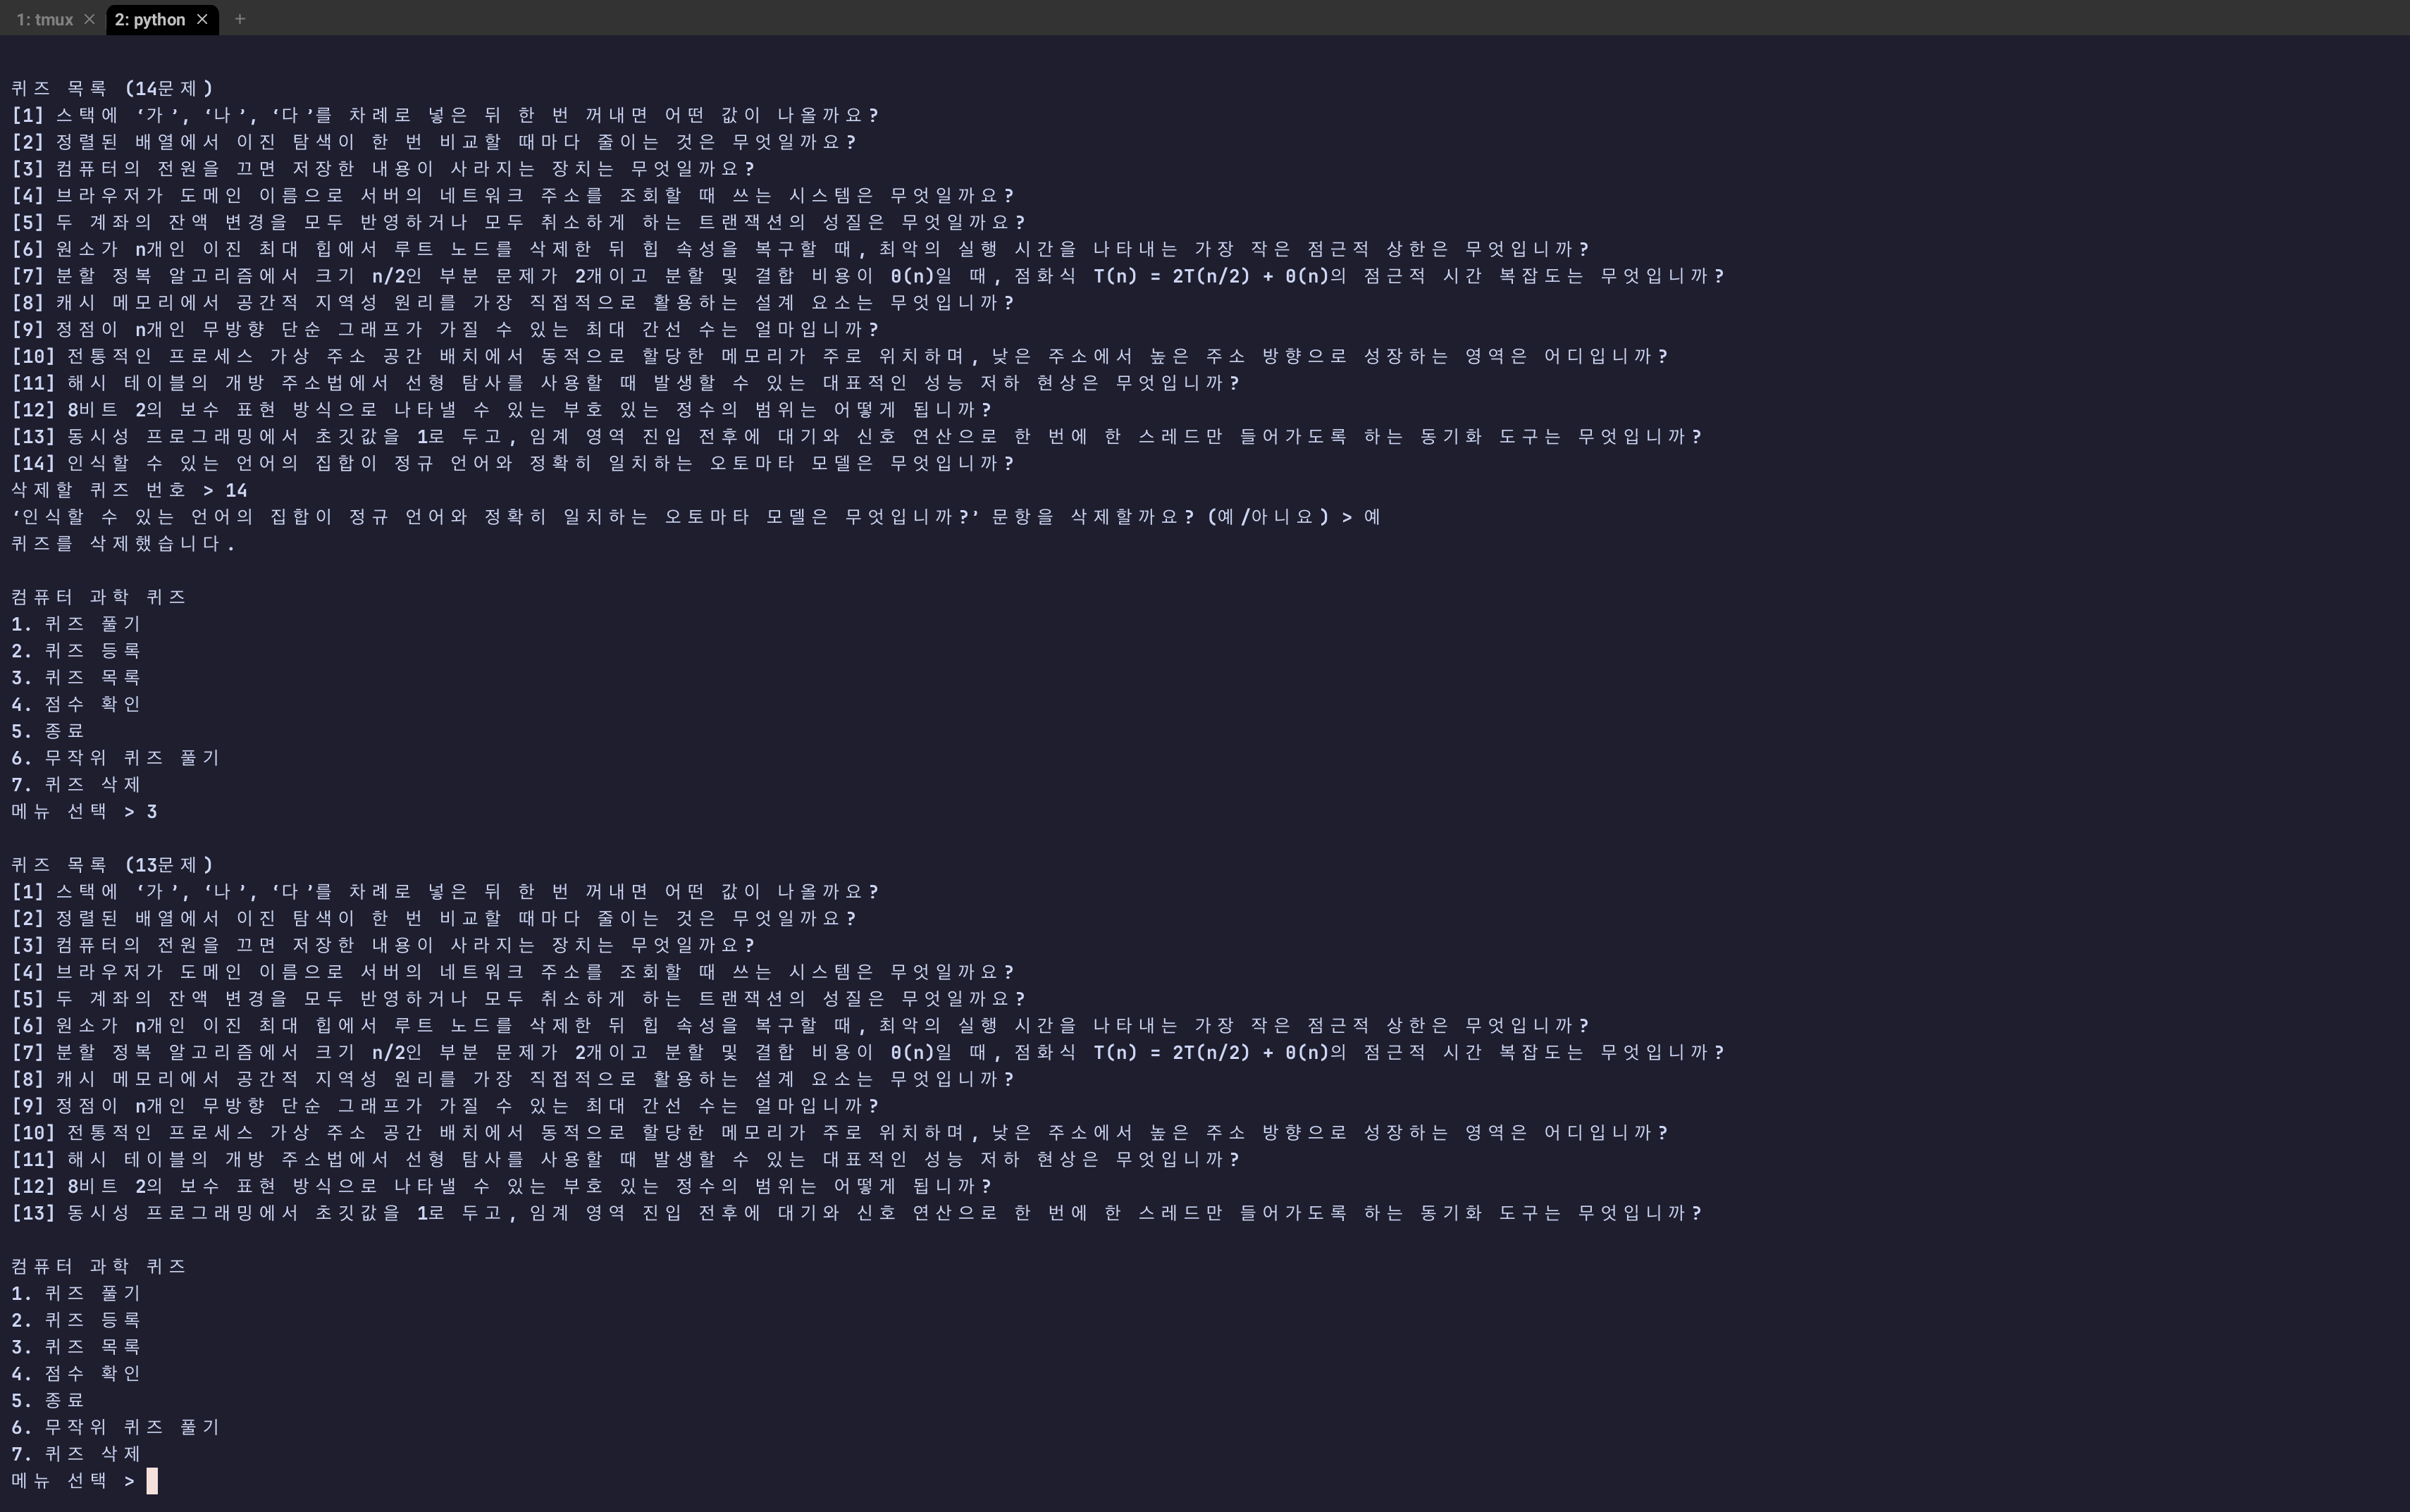 1: tmux × 2: python × +
퀴즈 목록 (14문제)
[1] 스택에 ‘가’, ‘나’, ‘다’를 차례로 넣은 뒤 한 번 꺼내면 어떤 값이 나올까요?
[2] 정렬된 배열에서 이진 탐색이 한 번 비교할 때마다 줄이는 것은 무엇일까요?
[3] 컴퓨터의 전원을 끄면 저장한 내용이 사라지는 장치는 무엇일까요?
[4] 브라우저가 도메인 이름으로 서버의 네트워크 주소를 조회할 때 쓰는 시스템은 무엇일까요?
[5] 두 계좌의 잔액 변경을 모두 반영하거나 모두 취소하게 하는 트랜잭션의 성질은 무엇일까요?
[6] 원소가 n개인 이진 최대 힙에서 루트 노드를 삭제한 뒤 힙 속성을 복구할 때, 최악의 실행 시간을 나타내는 가장 작은 점근적 상한은 무엇입니까?
[7] 분할 정복 알고리즘에서 크기 n/2인 부분 문제가 2개이고 분할 및 결합 비용이 θ(n)일 때, 점화식 T(n) = 2T(n/2) + θ(n)의 점근적 시간 복잡도는 무엇입니까?
[8] 캐시 메모리에서 공간적 지역성 원리를 가장 직접적으로 활용하는 설계 요소는 무엇입니까?
[9] 정점이 n개인 무방향 단순 그래프가 가질 수 있는 최대 간선 수는 얼마입니까?
[10] 전통적인 프로세스 가상 주소 공간 배치에서 동적으로 할당한 메모리가 주로 위치하며, 낮은 주소에서 높은 주소 방향으로 성장하는 영역은 어디입니까?
[11] 해시 테이블의 개방 주소법에서 선형 탐사를 사용할 때 발생할 수 있는 대표적인 성능 저하 현상은 무엇입니까?
[12] 8비트 2의 보수 표현 방식으로 나타낼 수 있는 부호 있는 정수의 범위는 어떻게 됩니까?
[13] 동시성 프로그래밍에서 초깃값을 1로 두고, 임계 영역 진입 전후에 대기와 신호 연산으로 한 번에 한 스레드만 들어가도록 하는 동기화 도구는 무엇입니까?
[14] 인식할 수 있는 언어의 집합이 정규 언어와 정확히 일치하는 오토마타 모델은 무엇입니까?
삭제할 퀴즈 번호 > 14
‘인식할 수 있는 언어의 집합이 정규 언어와 정확히 일치하는 오토마타 모델은 무엇입니까?’ 문항을 삭제할까요? (예/아니요) > 예
퀴즈를 삭제했습니다.
컴퓨터 과학 퀴즈
1. 퀴즈 풀기
2. 퀴즈 등록
3. 퀴즈 목록
4. 점수 확인
5. 종료
6. 무작위 퀴즈 풀기
7. 퀴즈 삭제
메뉴 선택 > 3
퀴즈 목록 (13문제)
[1] 스택에 ‘가’, ‘나’, ‘다’를 차례로 넣은 뒤 한 번 꺼내면 어떤 값이 나올까요?
[2] 정렬된 배열에서 이진 탐색이 한 번 비교할 때마다 줄이는 것은 무엇일까요?
[3] 컴퓨터의 전원을 끄면 저장한 내용이 사라지는 장치는 무엇일까요?
[4] 브라우저가 도메인 이름으로 서버의 네트워크 주소를 조회할 때 쓰는 시스템은 무엇일까요?
[5] 두 계좌의 잔액 변경을 모두 반영하거나 모두 취소하게 하는 트랜잭션의 성질은 무엇일까요?
[6] 원소가 n개인 이진 최대 힙에서 루트 노드를 삭제한 뒤 힙 속성을 복구할 때, 최악의 실행 시간을 나타내는 가장 작은 점근적 상한은 무엇입니까?
[7] 분할 정복 알고리즘에서 크기 n/2인 부분 문제가 2개이고 분할 및 결합 비용이 θ(n)일 때, 점화식 T(n) = 2T(n/2) + θ(n)의 점근적 시간 복잡도는 무엇입니까?
[8] 캐시 메모리에서 공간적 지역성 원리를 가장 직접적으로 활용하는 설계 요소는 무엇입니까?
[9] 정점이 n개인 무방향 단순 그래프가 가질 수 있는 최대 간선 수는 얼마입니까?
[10] 전통적인 프로세스 가상 주소 공간 배치에서 동적으로 할당한 메모리가 주로 위치하며, 낮은 주소에서 높은 주소 방향으로 성장하는 영역은 어디입니까?
[11] 해시 테이블의 개방 주소법에서 선형 탐사를 사용할 때 발생할 수 있는 대표적인 성능 저하 현상은 무엇입니까?
[12] 8비트 2의 보수 표현 방식으로 나타낼 수 있는 부호 있는 정수의 범위는 어떻게 됩니까?
[13] 동시성 프로그래밍에서 초깃값을 1로 두고, 임계 영역 진입 전후에 대기와 신호 연산으로 한 번에 한 스레드만 들어가도록 하는 동기화 도구는 무엇입니까?
컴퓨터 과학 퀴즈
1. 퀴즈 풀기
2. 퀴즈 등록
3. 퀴즈 목록
4. 점수 확인
5. 종료
6. 무작위 퀴즈 풀기
7. 퀴즈 삭제
메뉴 선택 >